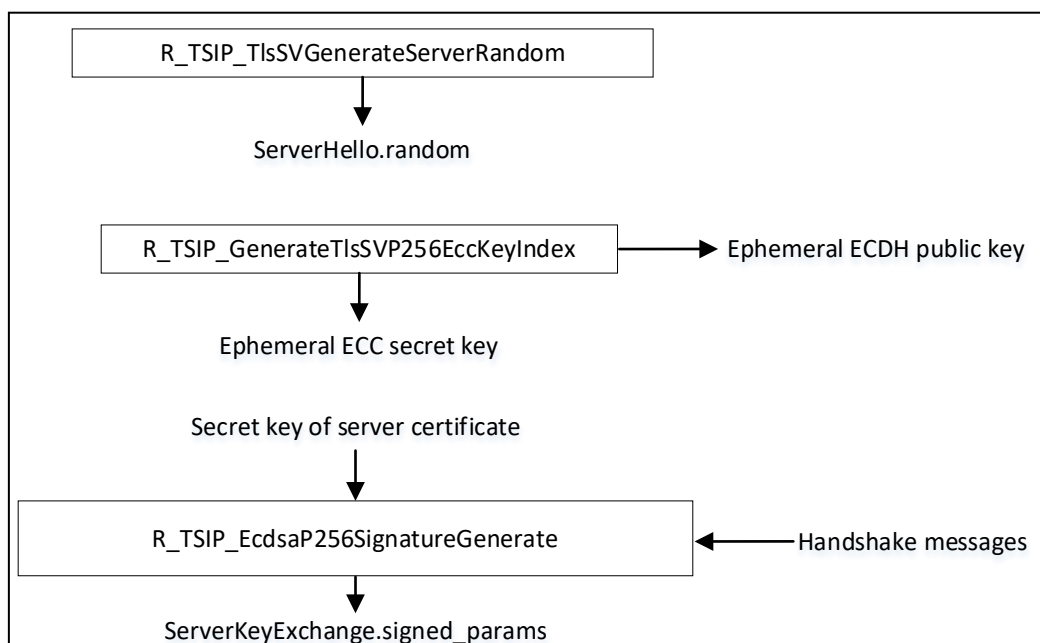 R_TSIP_TlsSVGenerateServerRandom
ServerHello.random
R_TSIP_GenerateTlsSVP256EccKeyIndex
Ephemeral ECDH public key
Ephemeral ECC secret key
Secret key of server certificate
R_TSIP_EcdsaP256SignatureGenerate
Handshake messages
ServerKeyExchange.signed_params